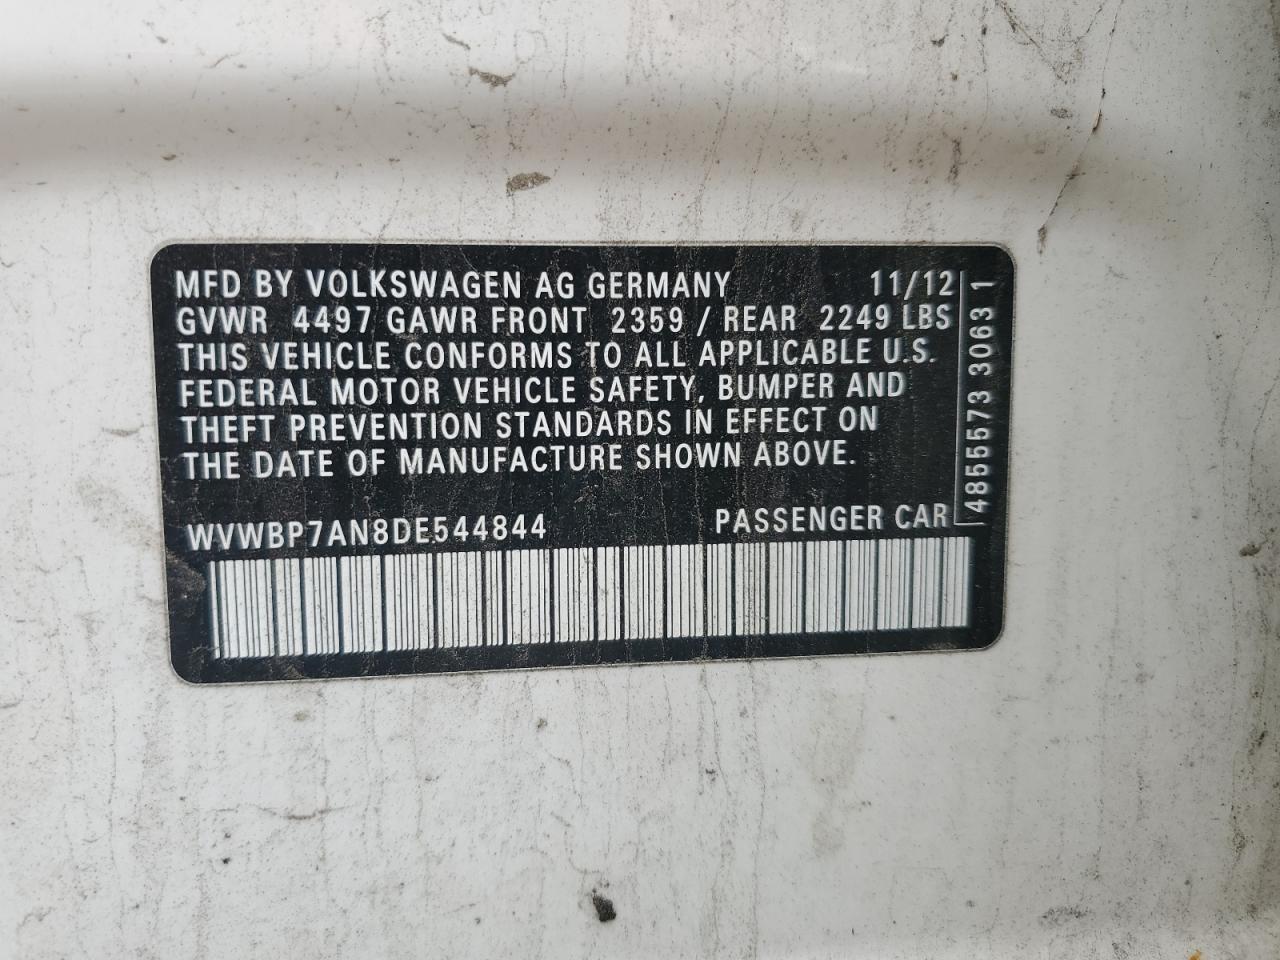 MFD BY VOLKSWAGEN AG GERMANY 11/12
GVWR 4497 GAWR FRONT 2359 / REAR 2249 LBS
THIS VEHICLE CONFORMS TO ALL APPLICABLE U.S.
FEDERAL MOTOR VEHICLE SAFETY, BUMPER AND
THEFT PREVENTION STANDARDS IN EFFECT ON
THE DATE OF MANUFACTURE SHOWN ABOVE.
WVWBP7AN8DE544844 PASSENGER CAR
4855573 3063 1